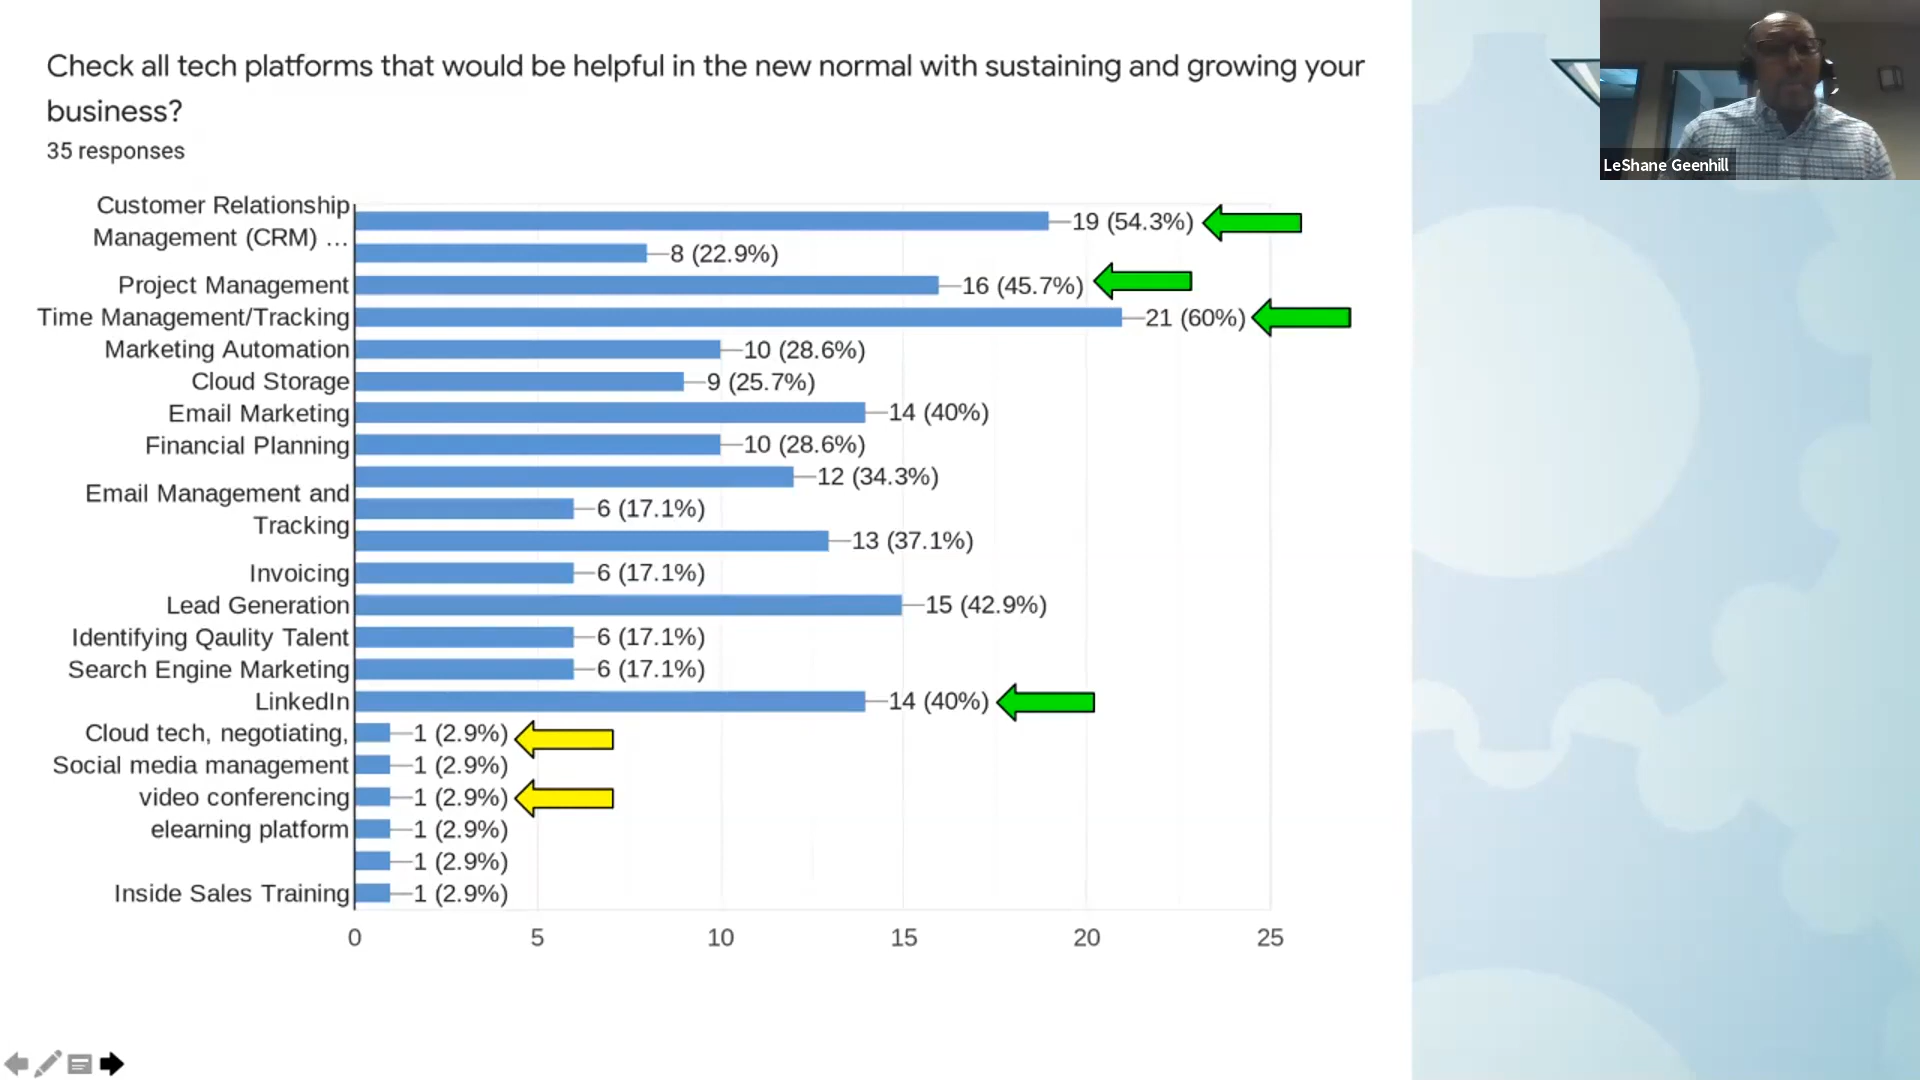 Check all tech platforms that would be helpful in the new normal with sustaining and growing your
business?
35 responses
LeShane Geenhill
Customer Relationship
Management (CRM) ...
19 (54.3%)
8 (22.9%)
Project Management
16 (45.7%)
Time Management/Tracking
21 (60%)
Marketing Automation
10 (28.6%)
Cloud Storage
9 (25.7%)
Email Marketing
14 (40%)
Financial Planning
10 (28.6%)
12 (34.3%)
Email Management and
Tracking
6 (17.1%)
13 (37.1%)
Invoicing
6 (17.1%)
Lead Generation
15 (42.9%)
Identifying Qaulity Talent
6 (17.1%)
Search Engine Marketing
6 (17.1%)
LinkedIn
14 (40%)
Cloud tech, negotiating,
1 (2.9%)
Social media management
1 (2.9%)
video conferencing
1 (2.9%)
elearning platform
1 (2.9%)
1 (2.9%)
Inside Sales Training
1 (2.9%)
0
5
10
15
20
25